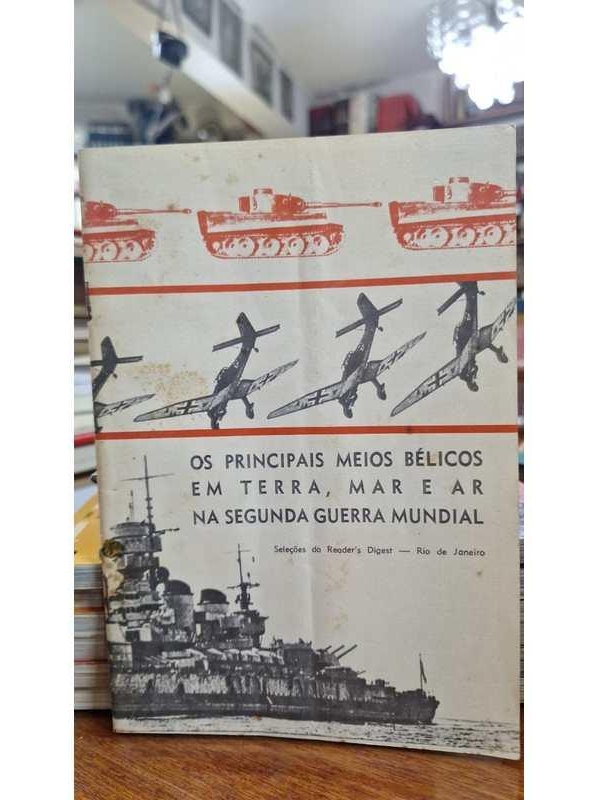 OS PRINCIPAIS MEIOS BÉLICOS
EM TERRA, MAR E AR
NA SEGUNDA GUERRA MUNDIAL
Seleções do Reader's Digest — Rio de Janeiro